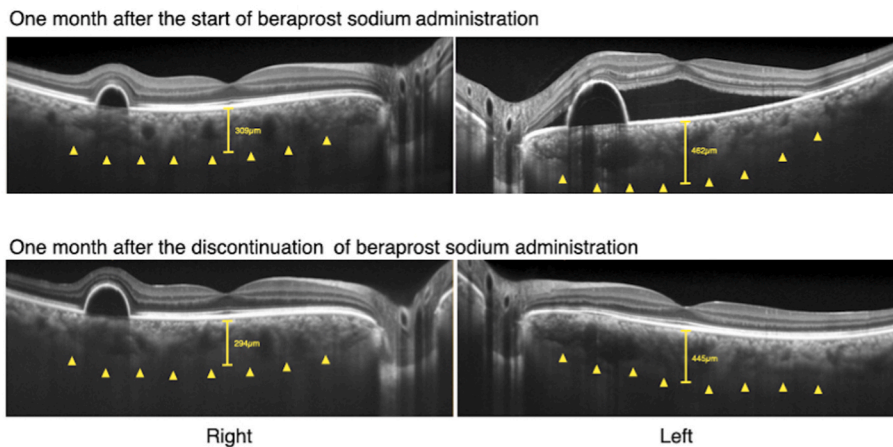 One month after the start of beraprost sodium administration
309μm
462μm
One month after the discontinuation of beraprost sodium administration
294μm
445μm
Right
Left